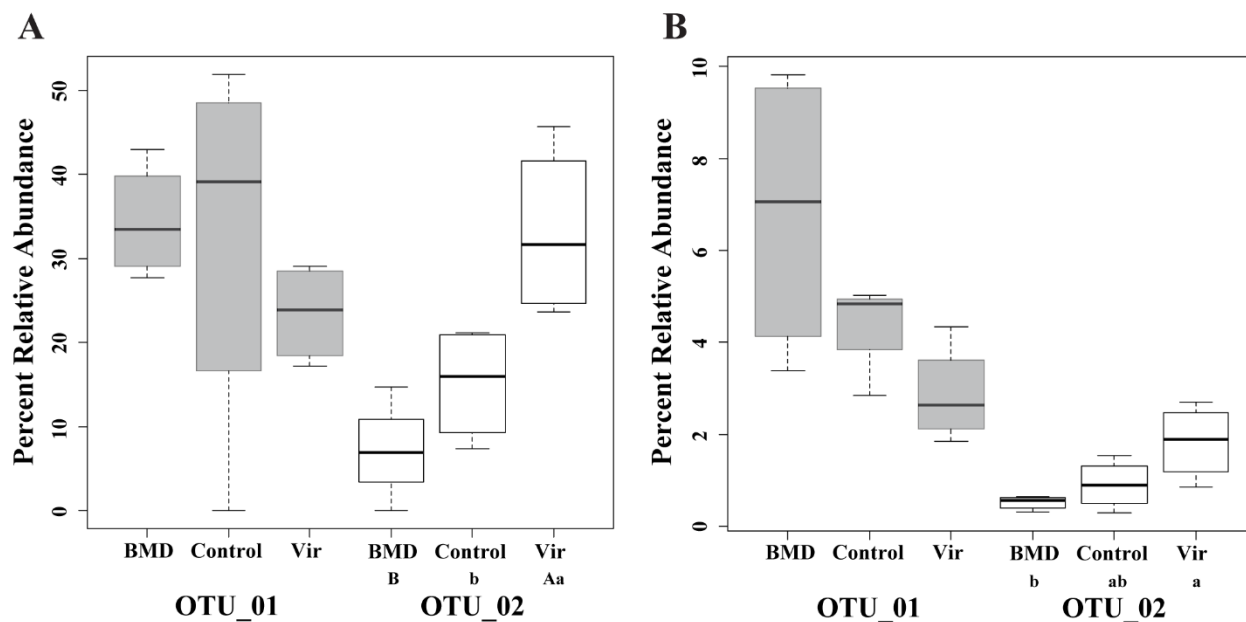 A
Percent Relative Abundance
50
40
30
20
10
0
BMD Control Vir BMD Control Vir
B b Aa
OTU_01 OTU_02
B
Percent Relative Abundance
10
8
6
4
2
0
BMD Control Vir BMD Control Vir
b ab a
OTU_01 OTU_02